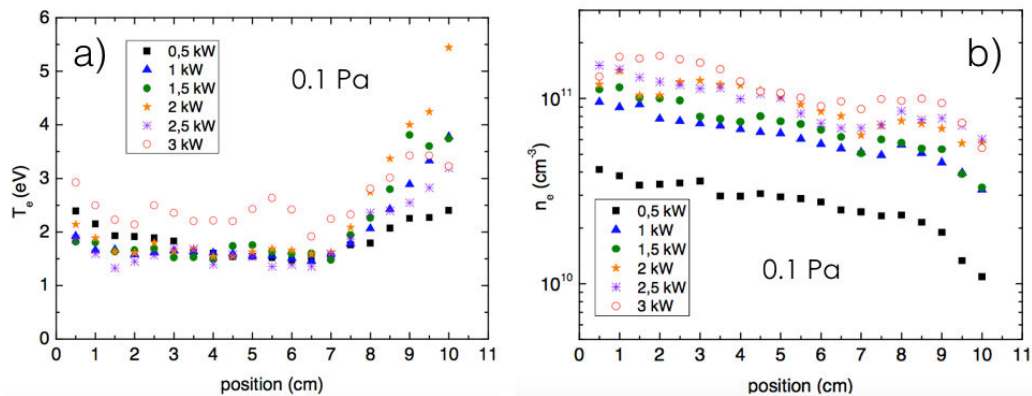 a)
0.1 Pa
0,5 kW
1 kW
1,5 kW
2 kW
2,5 kW
3 kW
T_e (eV)
6
5
4
3
2
1
0
0 1 2 3 4 5 6 7 8 9 10 11
position (cm)
b)
0.1 Pa
0,5 kW
1 kW
1,5 kW
2 kW
2,5 kW
3 kW
n_e (cm⁻³)
10¹¹
10¹⁰
0 1 2 3 4 5 6 7 8 9 10 11
position (cm)